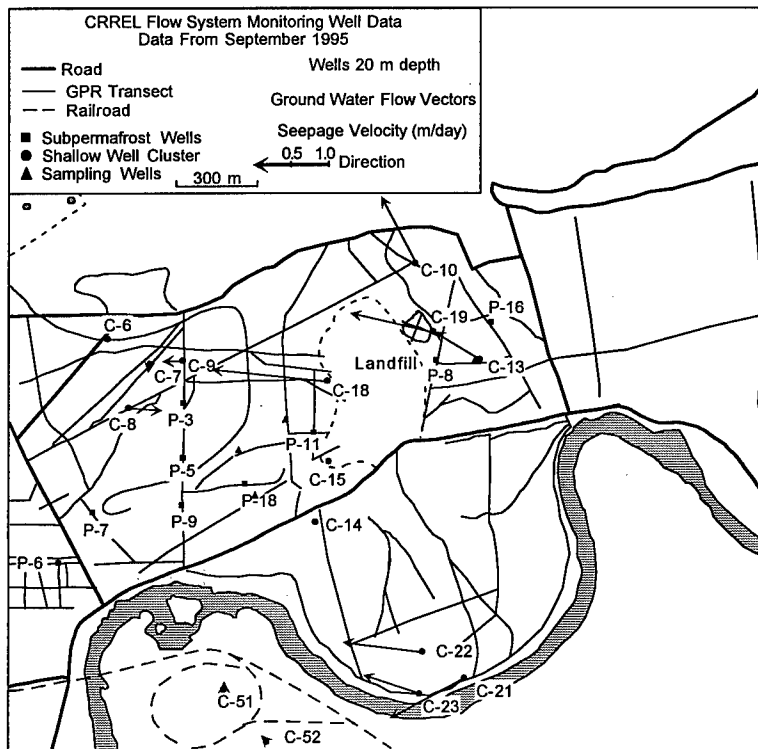 CRREL Flow System Monitoring Well Data
Data From September 1995
Road
Wells 20 m depth
GPR Transect
Ground Water Flow Vectors
Railroad
Seepage Velocity (m/day)
Subpermafrost Wells
0.5 1.0
Direction
Shallow Well Cluster
Sampling Wells
300 m
C-10
P-16
C-6
C-19
Landfill
C-9
C-7
P-8
C-13
C-18
P-3
C-8
P-11
P-5
C-15
P-18
P-9
C-14
P-7
P-6
C-22
C-21
C-23
C-51
C-52